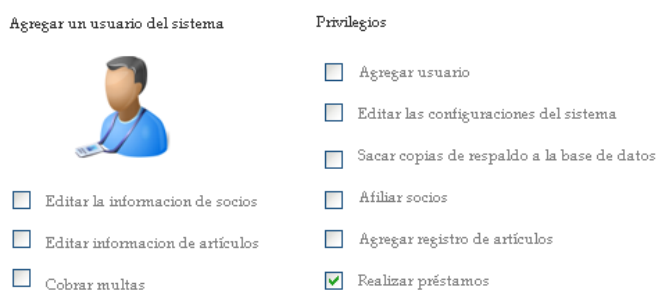 Agregar un usuario del sistema
Privilegios
Agregar usuario
Editar las configuraciones del sistema
Sacar copias de respaldo a la base de datos
Editar la informacion de socios
Afiliar socios
Editar informacion de artículos
Agregar registro de artículos
Cobrar multas
Realizar préstamos